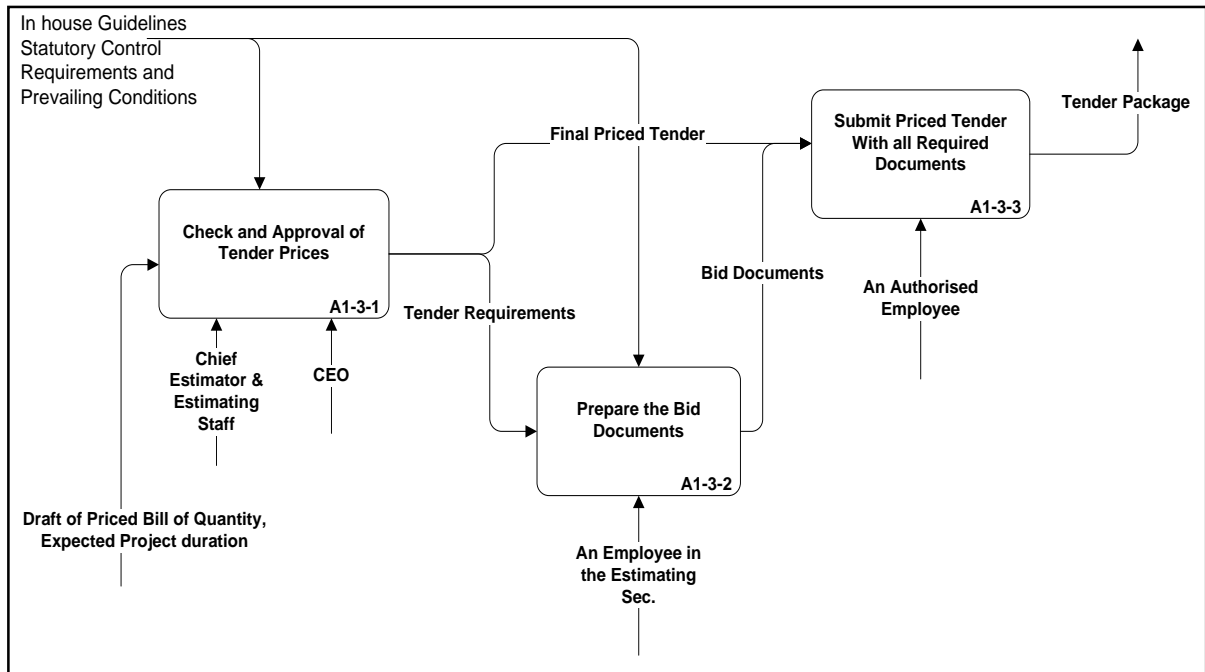 In house Guidelines
Statutory Control
Requirements and
Prevailing Conditions
Tender Package
Submit Priced Tender
With all Required
Documents
A1-3-3
Final Priced Tender
Check and Approval of
Tender Prices
A1-3-1
Bid Documents
An Authorised
Employee
Tender Requirements
Chief
Estimator &
Estimating
Staff
CEO
Prepare the Bid
Documents
A1-3-2
Draft of Priced Bill of Quantity,
Expected Project duration
An Employee in
the Estimating
Sec.